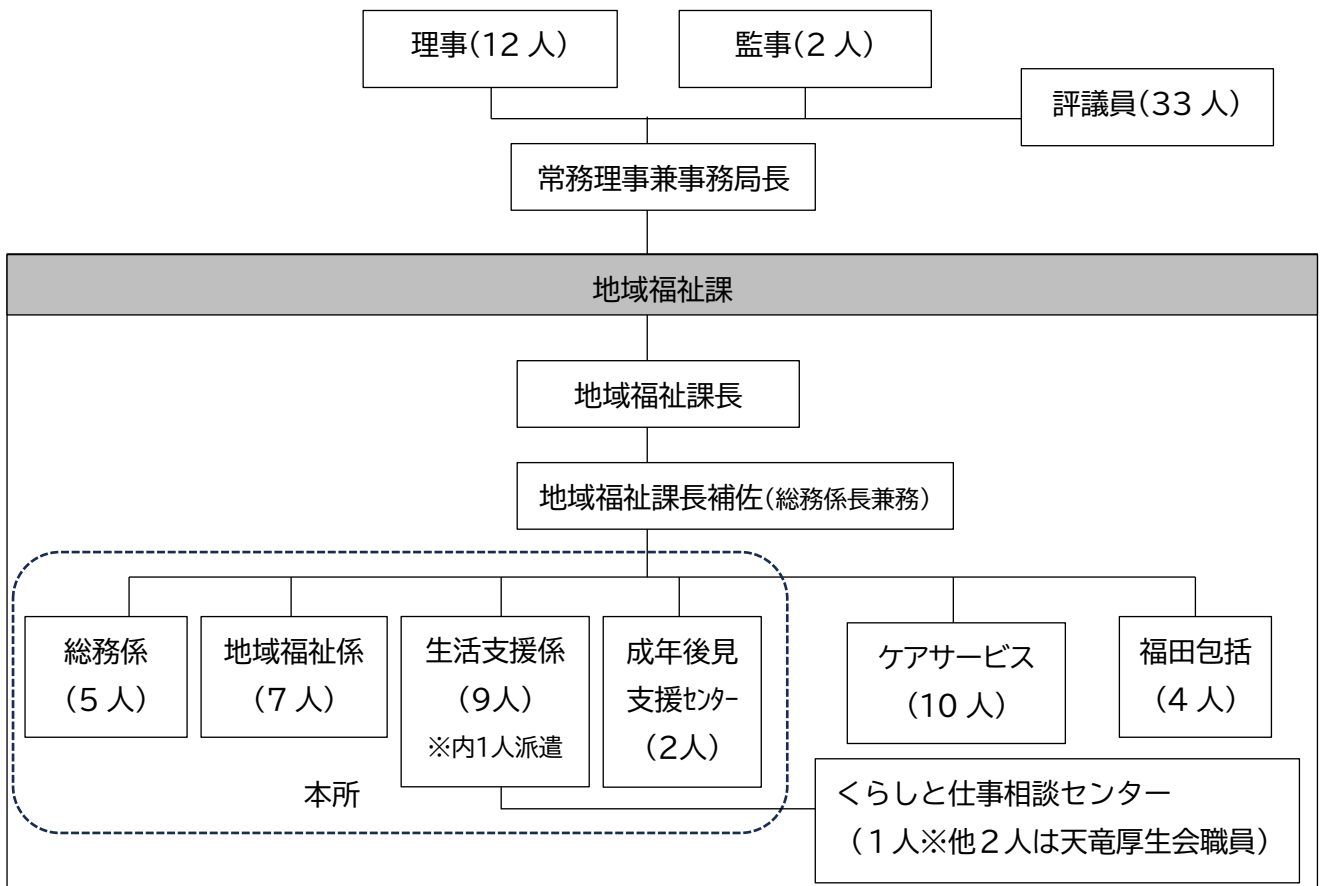 理事(12 人)
監事(2 人)
評議員(33 人)
常務理事兼事務局長
地域福祉課
地域福祉課長
地域福祉課長補佐(総務係長兼務)
総務係
(5 人)
地域福祉係
(7 人)
生活支援係
(9人)
※内1人派遣
成年後見
支援ｾﾝﾀｰ
(2人)
ケアサービス
(10 人)
福田包括
(4 人)
本所
くらしと仕事相談センター
(1人※他2人は天竜厚生会職員)